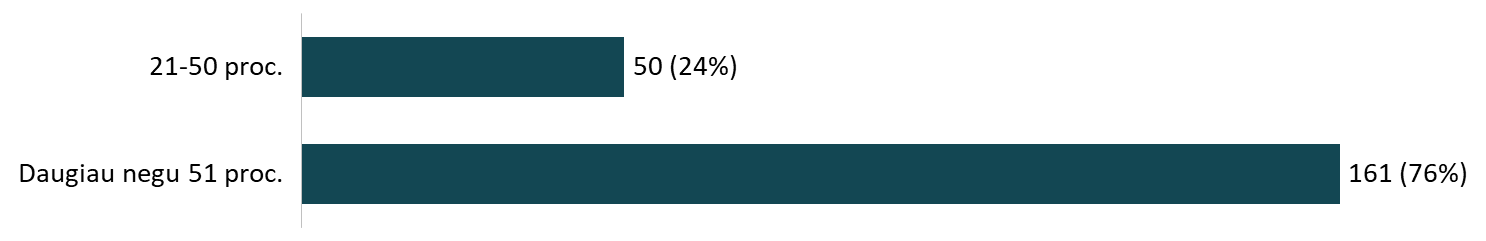 21-50 proc. 50 (24%)
Daugiau negu 51 proc. 161 (76%)